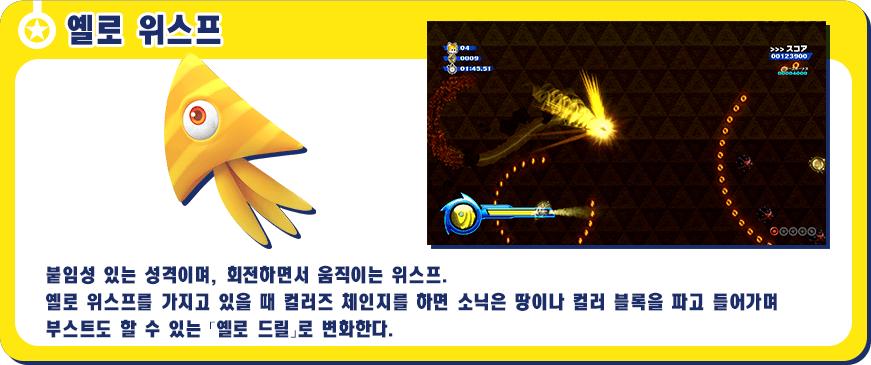 옐로 위스프
04
0009
01:45.51
>>> スコア
00123900
붙임성 있는 성격이며, 회전하면서 움직이는 위스프.
옐로 위스프를 가지고 있을 때 컬러즈 체인지를 하면 소닉은 땅이나 컬러 블록을 파고 들어가며
부스트도 할 수 있는 「옐로 드릴」로 변화한다.